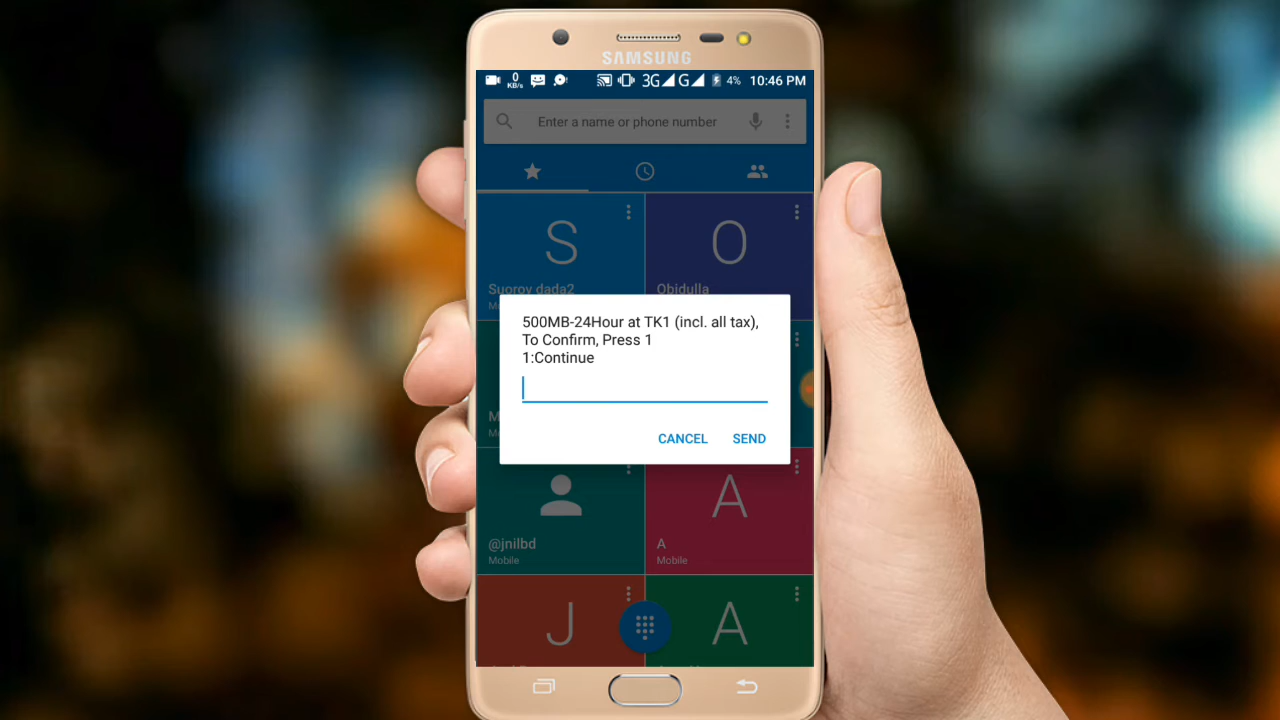 SAMSUNG
0
KB/s
3G G 4% 10:46 PM
Enter a name or phone number
S
O
Suorov dada2
Obidulla
500MB-24Hour at TK1 (incl. all tax),
To Confirm, Press 1
1:Continue
CANCEL SEND
A
@jnilbd
A
Mobile
Mobile
J
A